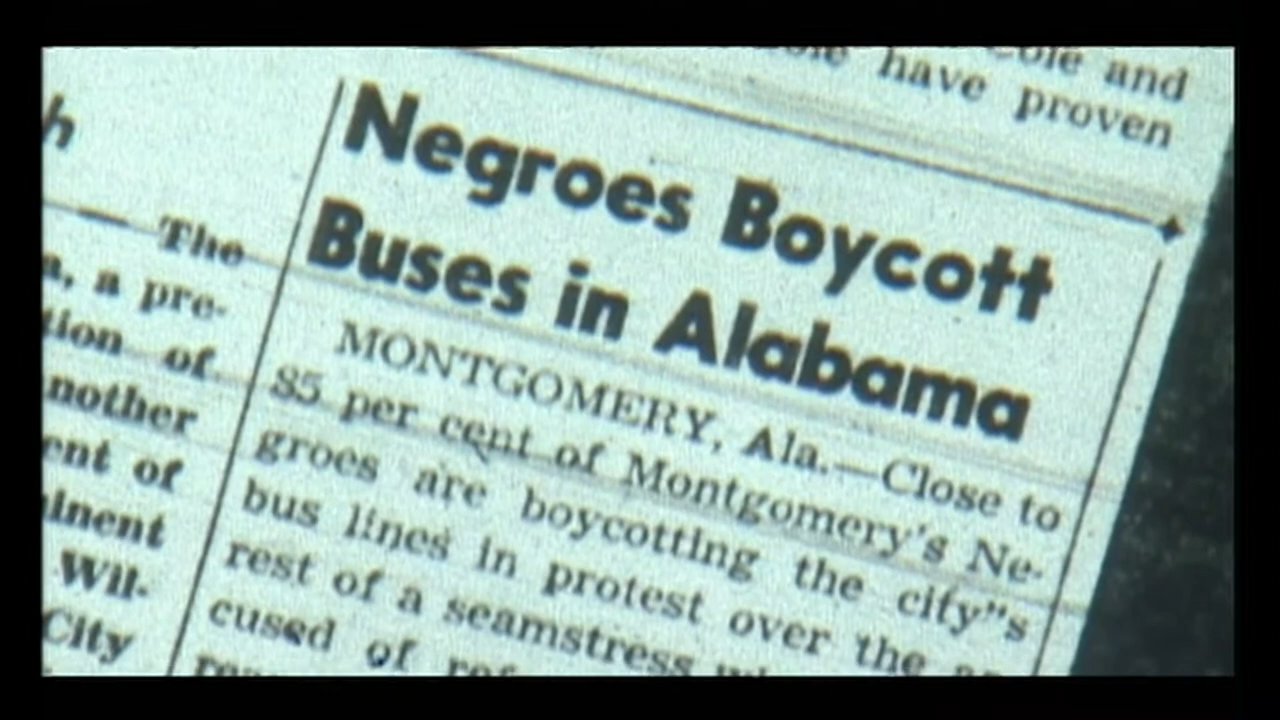 Cole and
have proven
h
The
a, a pre-
tion of
nother
ent of
inent
Wil-
City
Negroes Boycott
Buses in Alabama
MONTGOMERY, Ala.—Close to
85 per cent of Montgomery's Ne-
groes are boycotting the city"s
bus lines in protest over the ar-
rest of a seamstress
cused of